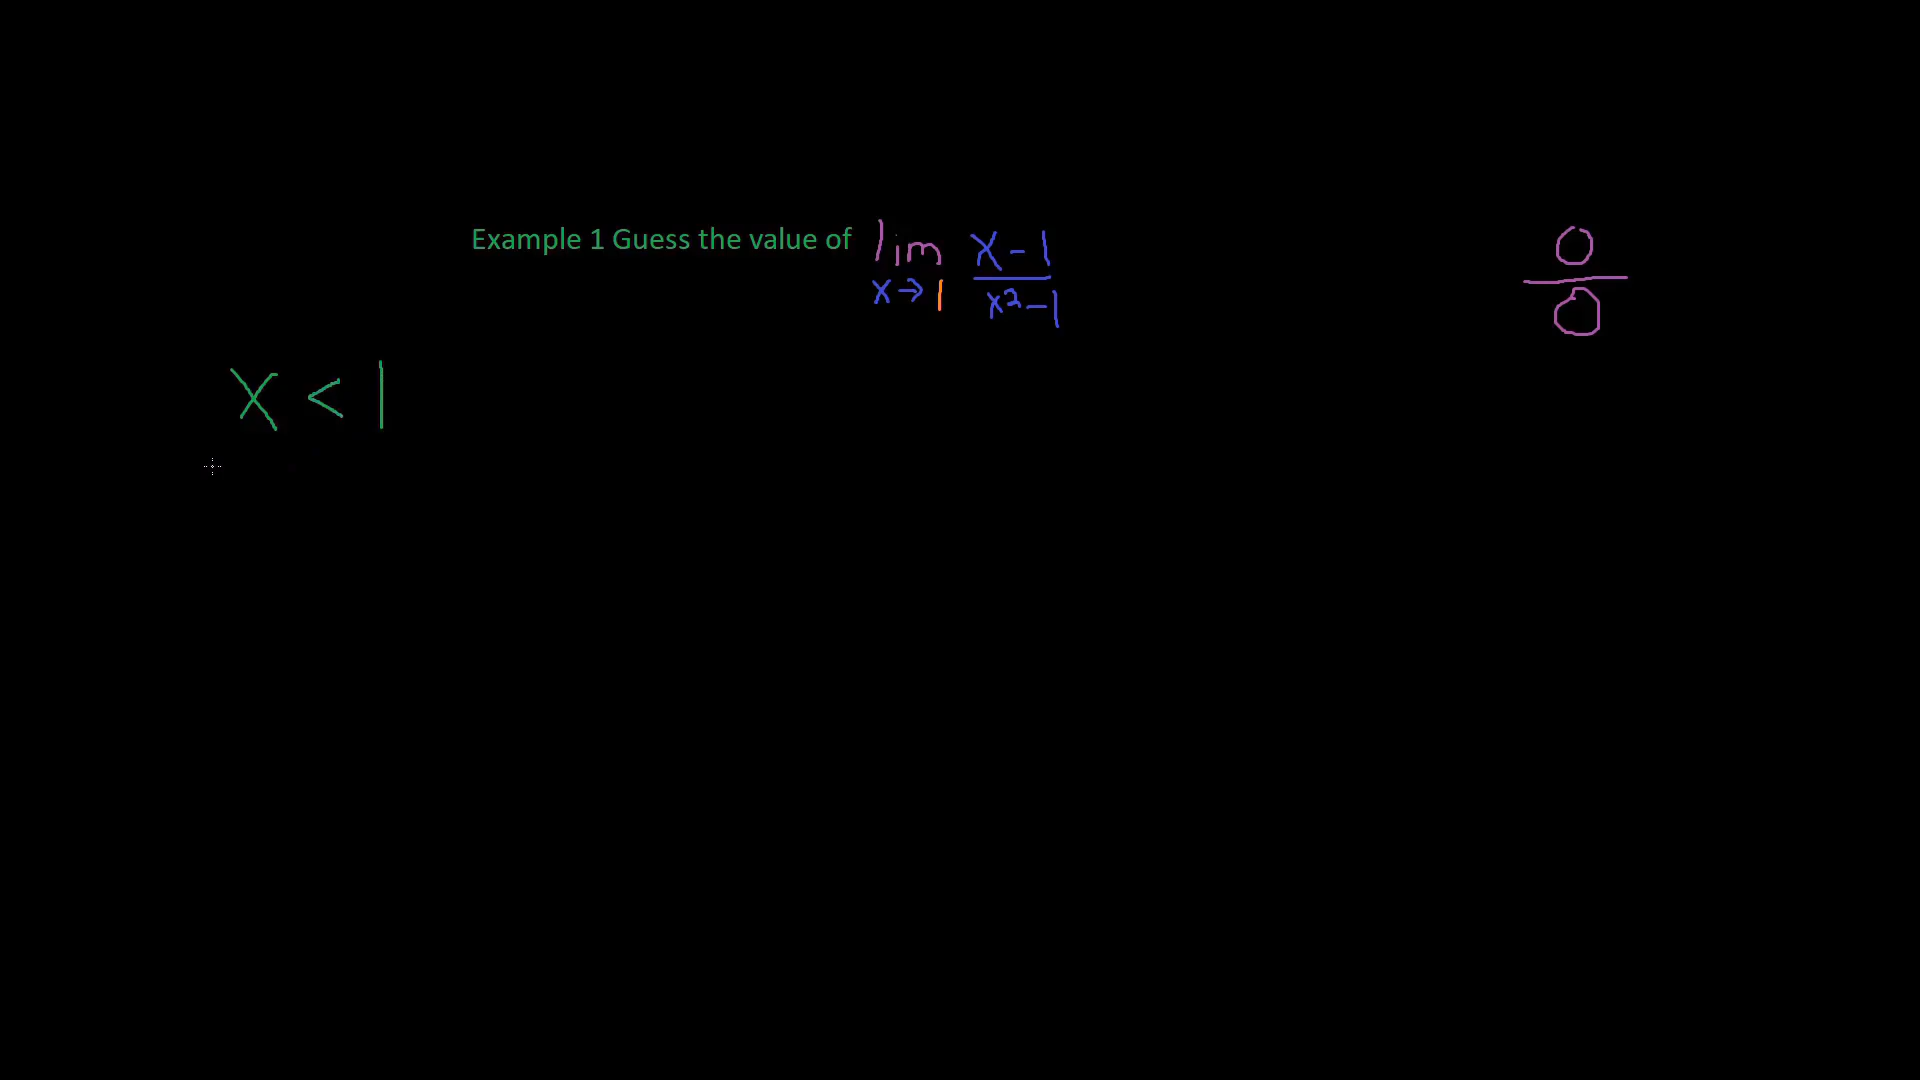 Example 1 Guess the value of lim x→1 x-1/x²-1
0/0
x < 1